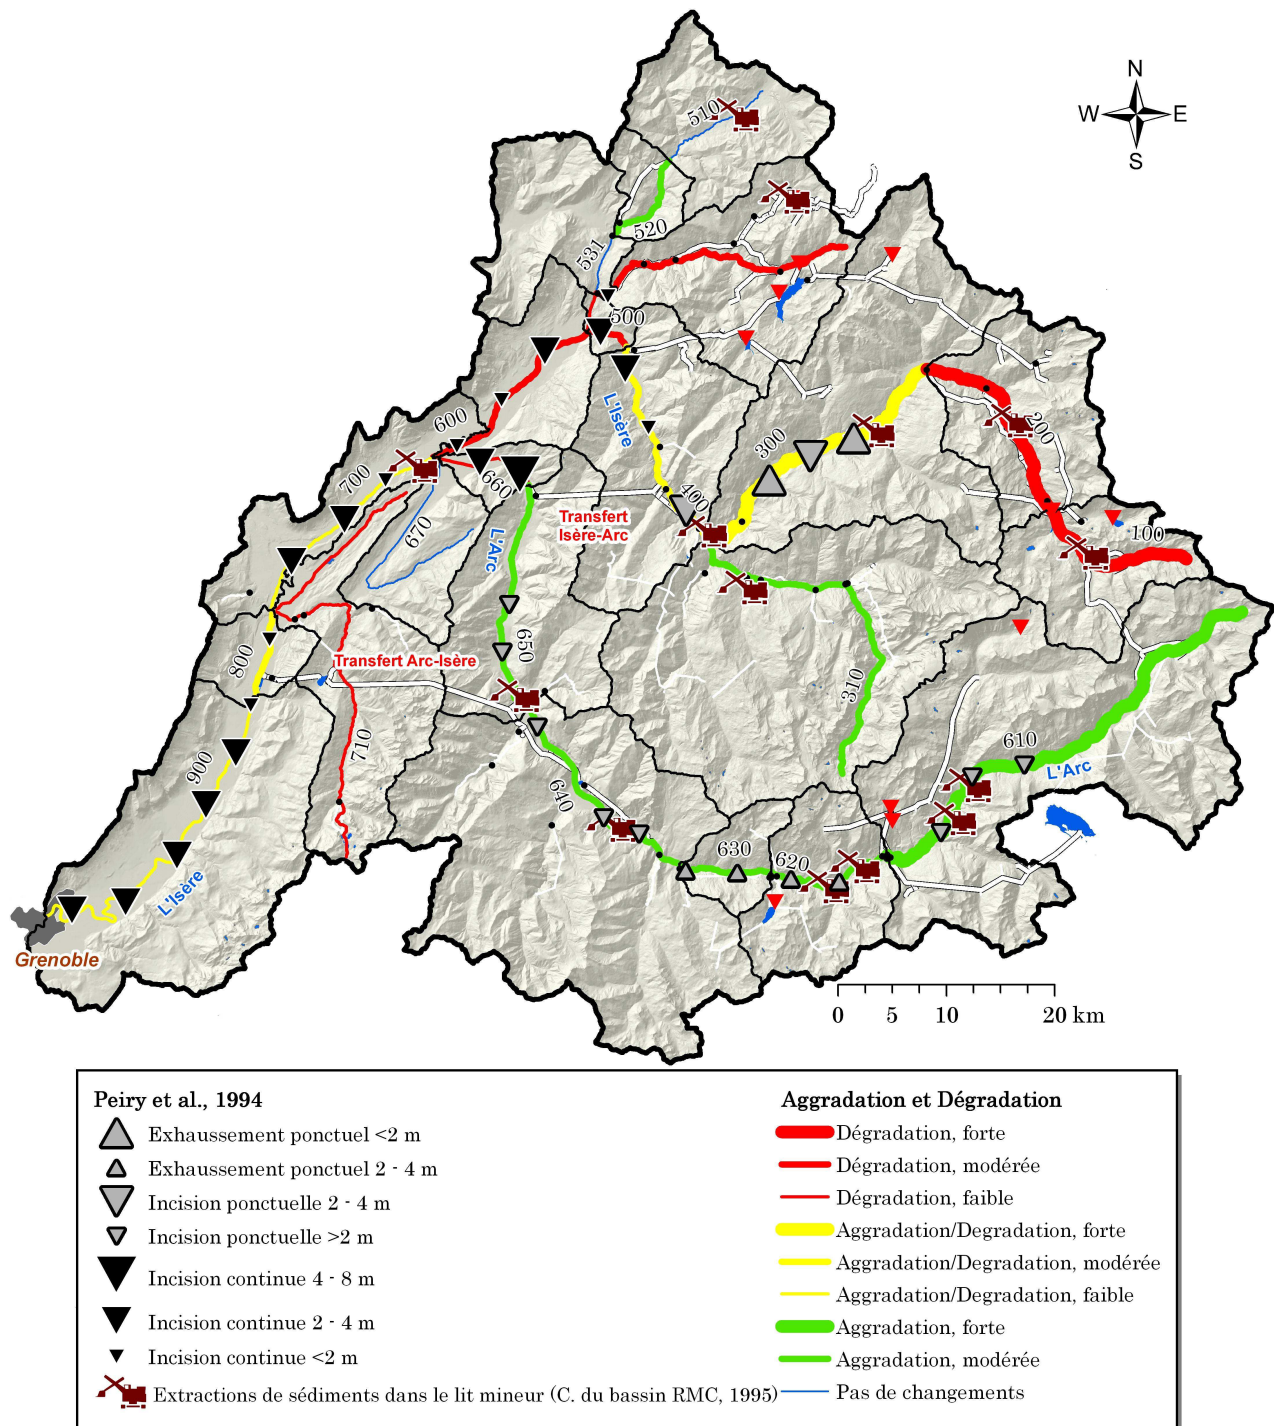 N
W E
S
510
520
531
500
600
L'Isère
300
200
700
660
400
100
670
L'Arc
Transfert
Isère-Arc
650
800
Transfert Arc-Isère
310
710
610
L'Arc
900
640
630
620
L'Isère
Grenoble
0 5 10 20 km
Peiry et al., 1994
Exhaussement ponctuel <2 m
Exhaussement ponctuel 2 - 4 m
Incision ponctuelle 2 - 4 m
Incision ponctuelle >2 m
Incision continue 4 - 8 m
Incision continue 2 - 4 m
Incision continue <2 m
Extractions de sédiments dans le lit mineur (C. du bassin RMC, 1995)
Aggradation et Dégradation
Dégradation, forte
Dégradation, modérée
Dégradation, faible
Aggradation/Degradation, forte
Aggradation/Degradation, modérée
Aggradation/Degradation, faible
Aggradation, forte
Aggradation, modérée
Pas de changements